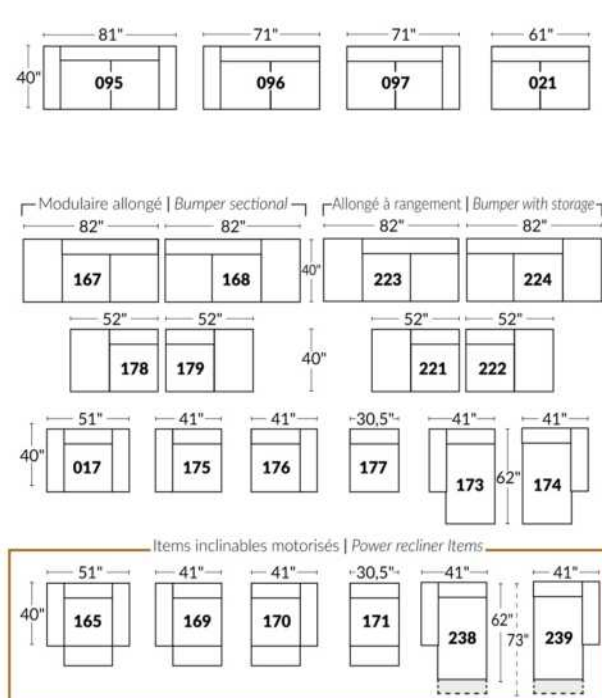 81" 71" 71" 61"
40" 095 096 097 021
Modulaire allongé | Bumper sectional Allongé à rangement | Bumper with storage
82" 82" 82" 82"
167 168 40" 223 224
52" 52" 52" 52"
178 179 40" 221 222
51" 41" 41" 30,5" 41" 41"
40" 017 175 176 177 173 62" 174
Items inclinables motorisés | Power recliner Items
51" 41" 41" 30,5" 41" 41"
40" 165 169 170 171 238 62" 73" 239